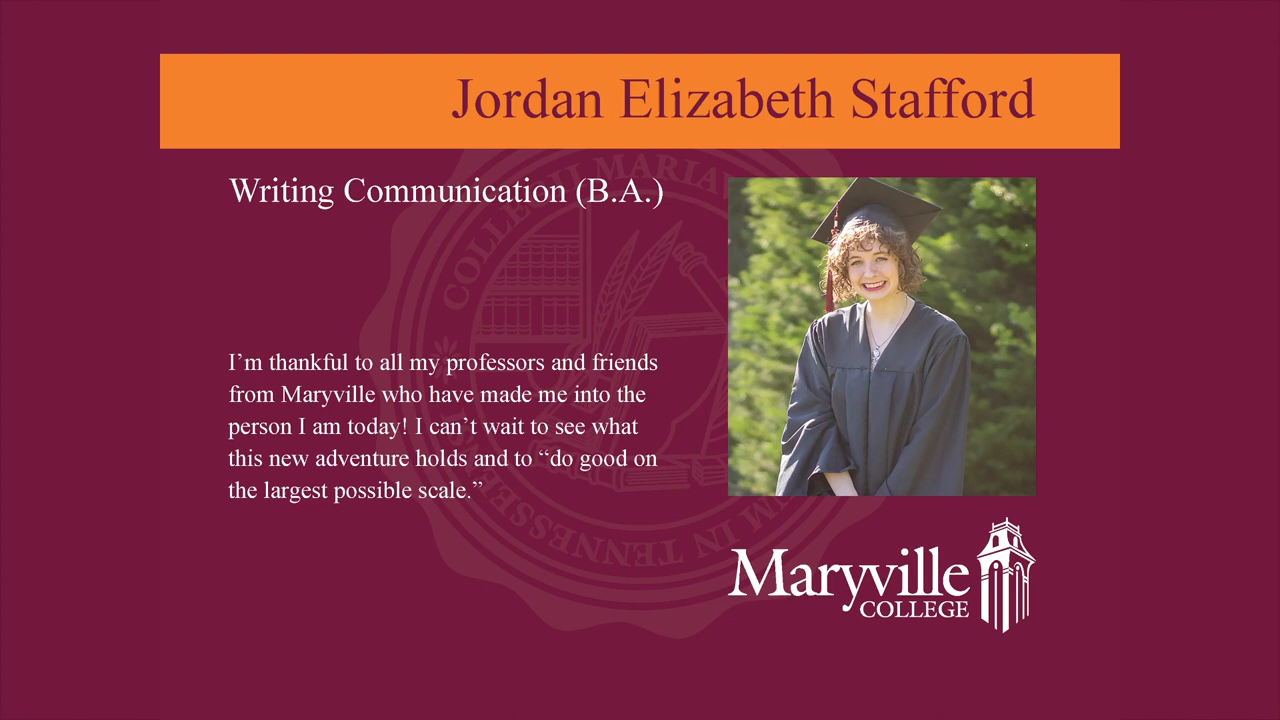 Jordan Elizabeth Stafford
Writing Communication (B.A.)
I’m thankful to all my professors and friends
from Maryville who have made me into the
person I am today! I can’t wait to see what
this new adventure holds and to “do good on
the largest possible scale.”
Maryville
COLLEGE